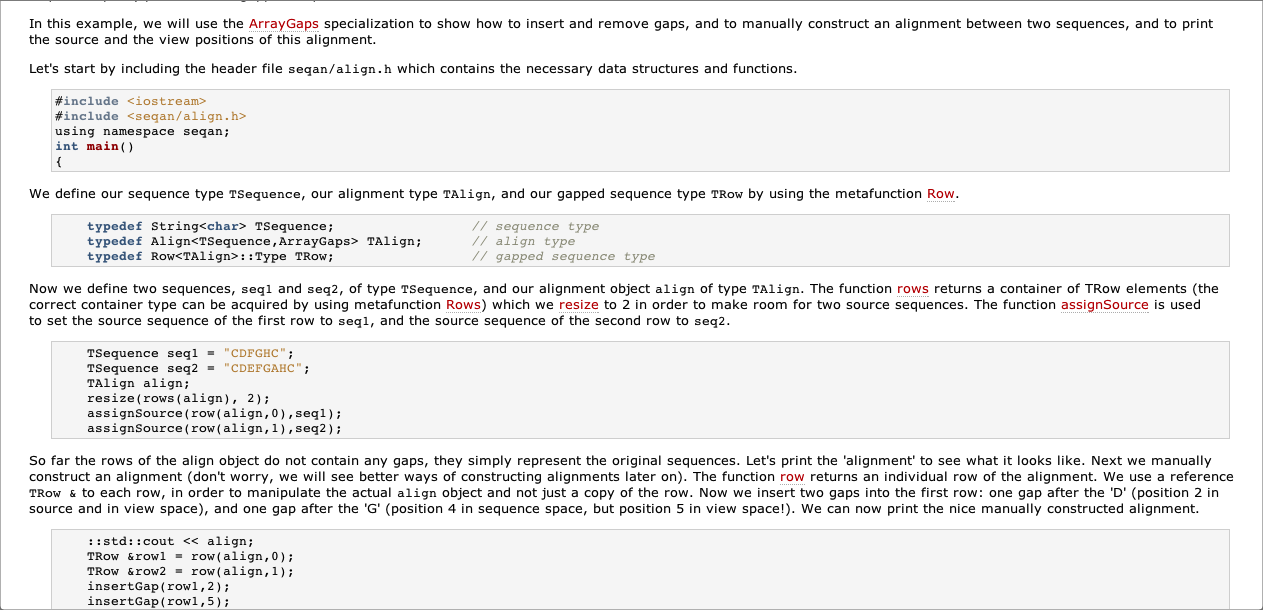 In this example, we will use the ArrayGaps specialization to show how to insert and remove gaps, and to manually construct an alignment between two sequences, and to print
the source and the view positions of this alignment.
Let's start by including the header file seqan/align.h which contains the necessary data structures and functions.
#include <iostream>
#include <seqan/align.h>
using namespace seqan;
int main()
{
We define our sequence type TSequence, our alignment type TAlign, and our gapped sequence type TRow by using the metafunction Row.
typedef String<char> TSequence; // sequence type
typedef Align<TSequence,ArrayGaps> TAlign; // align type
typedef Row<TAlign>::Type TRow; // gapped sequence type
Now we define two sequences, seq1 and seq2, of type TSequence, and our alignment object align of type TAlign. The function rows returns a container of TRow elements (the
correct container type can be acquired by using metafunction Rows) which we resize to 2 in order to make room for two source sequences. The function assignSource is used
to set the source sequence of the first row to seq1, and the source sequence of the second row to seq2.
TSequence seq1 = "CDFGHC";
TSequence seq2 = "CDEFGAHC";
TAlign align;
resize(rows(align), 2);
assignSource(row(align,0),seq1);
assignSource(row(align,1),seq2);
So far the rows of the align object do not contain any gaps, they simply represent the original sequences. Let's print the 'alignment' to see what it looks like. Next we manually
construct an alignment (don't worry, we will see better ways of constructing alignments later on). The function row returns an individual row of the alignment. We use a reference
TRow & to each row, in order to manipulate the actual align object and not just a copy of the row. Now we insert two gaps into the first row: one gap after the 'D' (position 2 in
source and in view space), and one gap after the 'G' (position 4 in sequence space, but position 5 in view space!). We can now print the nice manually constructed alignment.
::std::cout << align;
TRow &row1 = row(align,0);
TRow &row2 = row(align,1);
insertGap(row1,2);
insertGap(row1,5);